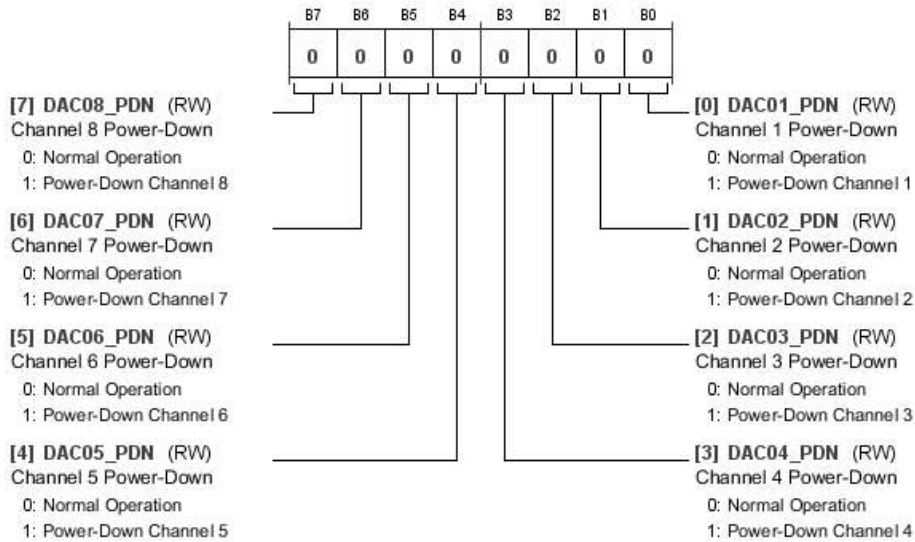 B7 B6 B5 B4 B3 B2 B1 B0
0 0 0 0 0 0 0 0
[7] DAC08_PDN (RW)
Channel 8 Power-Down
0: Normal Operation
1: Power-Down Channel 8
[6] DAC07_PDN (RW)
Channel 7 Power-Down
0: Normal Operation
1: Power-Down Channel 7
[5] DAC06_PDN (RW)
Channel 6 Power-Down
0: Normal Operation
1: Power-Down Channel 6
[4] DAC05_PDN (RW)
Channel 5 Power-Down
0: Normal Operation
1: Power-Down Channel 5
[0] DAC01_PDN (RW)
Channel 1 Power-Down
0: Normal Operation
1: Power-Down Channel 1
[1] DAC02_PDN (RW)
Channel 2 Power-Down
0: Normal Operation
1: Power-Down Channel 2
[2] DAC03_PDN (RW)
Channel 3 Power-Down
0: Normal Operation
1: Power-Down Channel 3
[3] DAC04_PDN (RW)
Channel 4 Power-Down
0: Normal Operation
1: Power-Down Channel 4